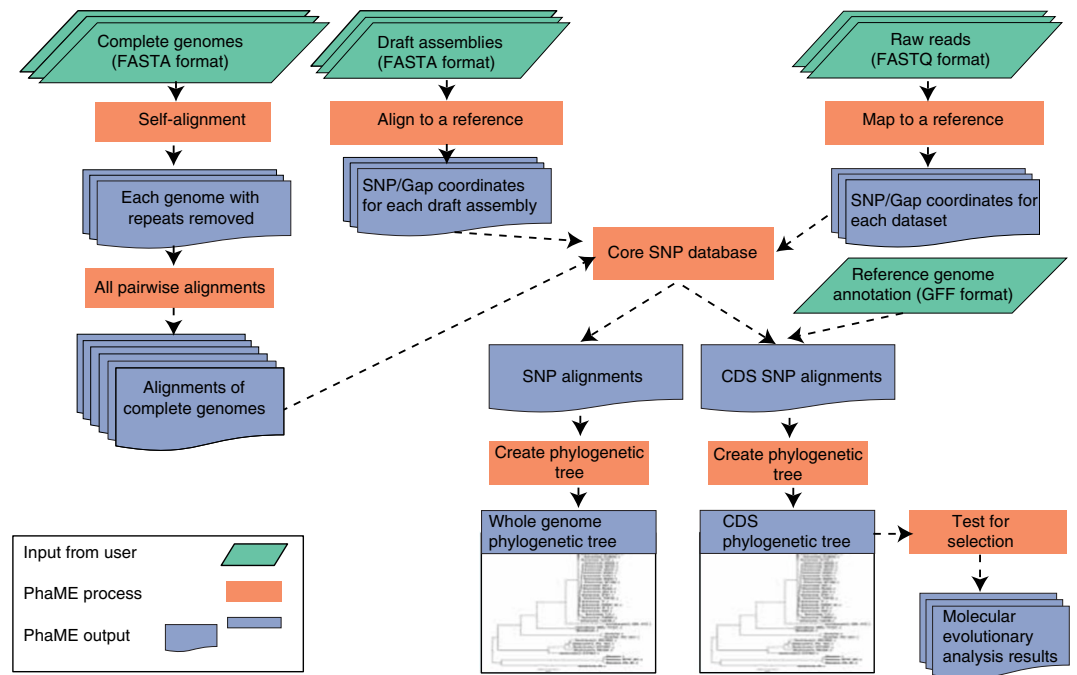 Complete genomes
(FASTA format)
Draft assemblies
(FASTA format)
Raw reads
(FASTQ format)
Self-alignment
Align to a reference
Map to a reference
Each genome with
repeats removed
SNP/Gap coordinates
for each draft assembly
SNP/Gap coordinates for
each dataset
Core SNP database
All pairwise alignments
Reference genome
annotation (GFF format)
Alignments of
complete genomes
SNP alignments
CDS SNP alignments
Create phylogenetic
tree
Create phylogenetic
tree
Whole genome
phylogenetic tree
CDS
phylogenetic tree
Test for
selection
Molecular
evolutionary
analysis results
Input from user
PhaME process
PhaME output